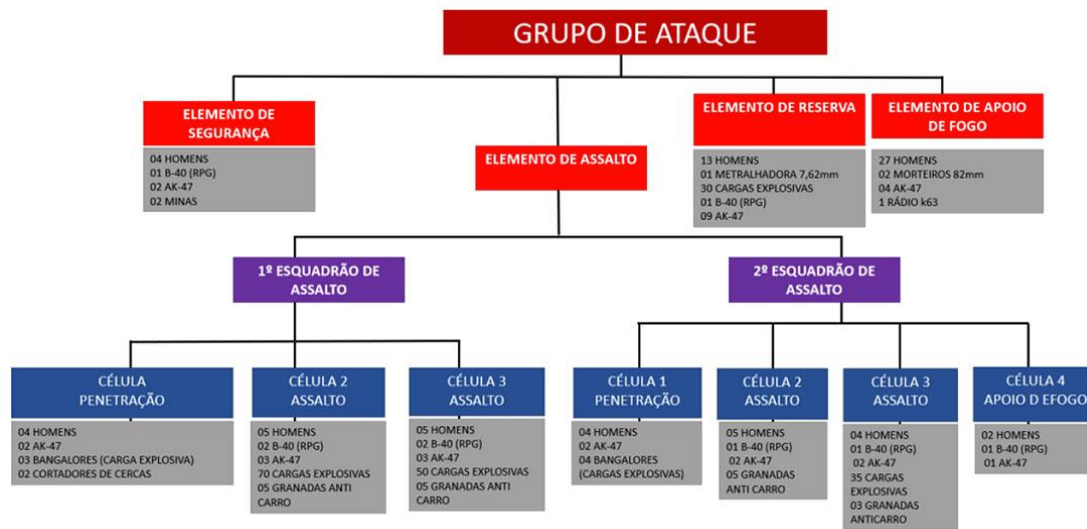 GRUPO DE ATAQUE
ELEMENTO DE
SEGURANÇA
04 HOMENS
01 B-40 (RPG)
02 AK-47
02 MINAS
ELEMENTO DE ASSALTO
ELEMENTO DE RESERVA
13 HOMENS
01 METRALHADORA 7,62mm
30 CARGAS EXPLOSIVAS
01 B-40 (RPG)
09 AK-47
ELEMENTO DE APOIO
DE FOGO
27 HOMENS
02 MORTEIROS 82mm
04 AK-47
1 RÁDIO k63
1º ESQUADRÃO DE
ASSALTO
2º ESQUADRÃO DE
ASSALTO
CÉLULA
PENETRAÇÃO
04 HOMENS
02 AK-47
03 BANGALORES (CARGA EXPLOSIVA)
02 CORTADORES DE CERCAS
CÉLULA 2
ASSALTO
05 HOMENS
02 B-40 (RPG)
03 AK-47
70 CARGAS EXPLOSIVAS
05 GRANADAS ANTI
CARRO
CÉLULA 3
ASSALTO
05 HOMENS
02 B-40 (RPG)
03 AK-47
50 CARGAS EXPLOSIVAS
05 GRANADAS ANTI
CARRO
CÉLULA 1
PENETRAÇÃO
04 HOMENS
02 AK-47
04 BANGALORES
(CARGAS EXPLOSIVAS)
CÉLULA 2
ASSALTO
05 HOMENS
01 B-40 (RPG)
02 AK-47
05 GRANADAS
ANTI CARRO
CÉLULA 3
ASSALTO
04 HOMENS
01 B-40 (RPG)
02 AK-47
35 CARGAS
EXPLOSIVAS
03 GRANADAS
ANTICARRO
CÉLULA 4
APOIO D EFOGO
02 HOMENS
01 B-40 (RPG)
01 AK-47